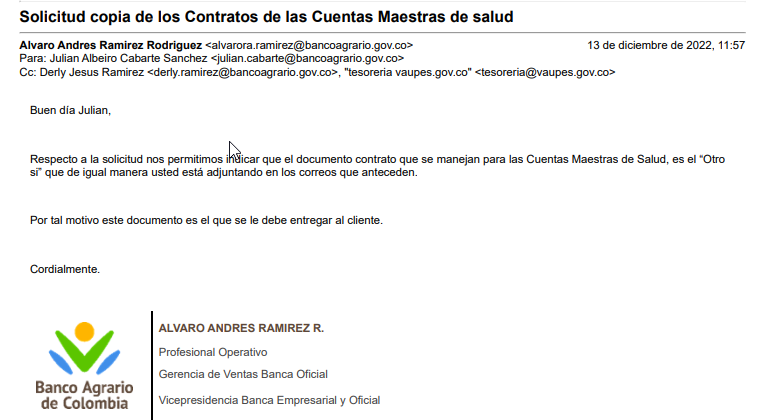 Solicitud copia de los Contratos de las Cuentas Maestras de salud
Alvaro Andres Ramirez Rodriguez <alvarora.ramirez@bancoagrario.gov.co> 13 de diciembre de 2022, 11:57
Para: Julian Albeiro Cabarte Sanchez <julian.cabarte@bancoagrario.gov.co>
Cc: Derly Jesus Ramirez <derly.ramirez@bancoagrario.gov.co>, "tesoreria vaupes.gov.co" <tesoreria@vaupes.gov.co>
Buen día Julian,
Respecto a la solicitud nos permitimos indicar que el documento contrato que se manejan para las Cuentas Maestras de Salud, es el “Otro
si” que de igual manera usted está adjuntando en los correos que anteceden.
Por tal motivo este documento es el que se le debe entregar al cliente.
Cordialmente.
ALVARO ANDRES RAMIREZ R.
Profesional Operativo
Gerencia de Ventas Banca Oficial
Vicepresidencia Banca Empresarial y Oficial
Banco Agrario
de Colombia